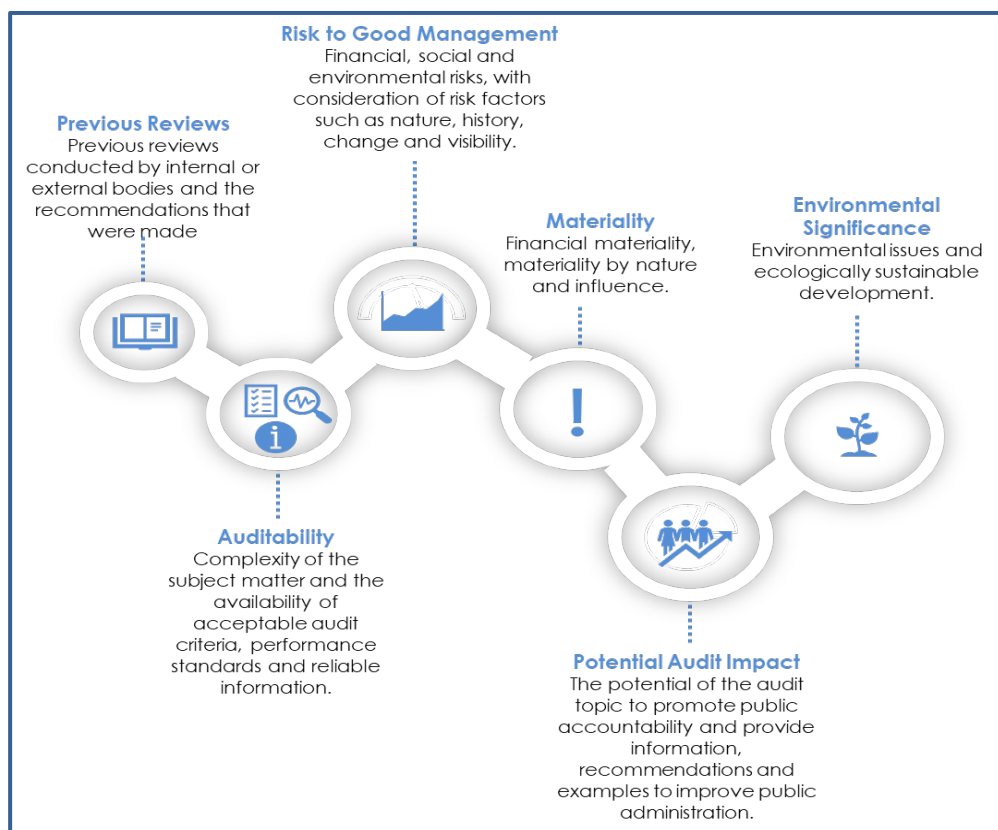 Previous Reviews
Previous reviews
conducted by internal or
external bodies and the
recommendations that
were made
Auditability
Complexity of the
subject matter and the
availability of
acceptable audit
criteria, performance
standards and reliable
information.
Risk to Good Management
Financial, social and
environmental risks, with
consideration of risk factors
such as nature, history,
change and visibility.
Materiality
Financial materiality,
materiality by nature
and influence.
Potential Audit Impact
The potential of the audit
topic to promote public
accountability and provide
information,
recommendations and
examples to improve public
administration.
Environmental
Significance
Environmental issues and
ecologically sustainable
development.